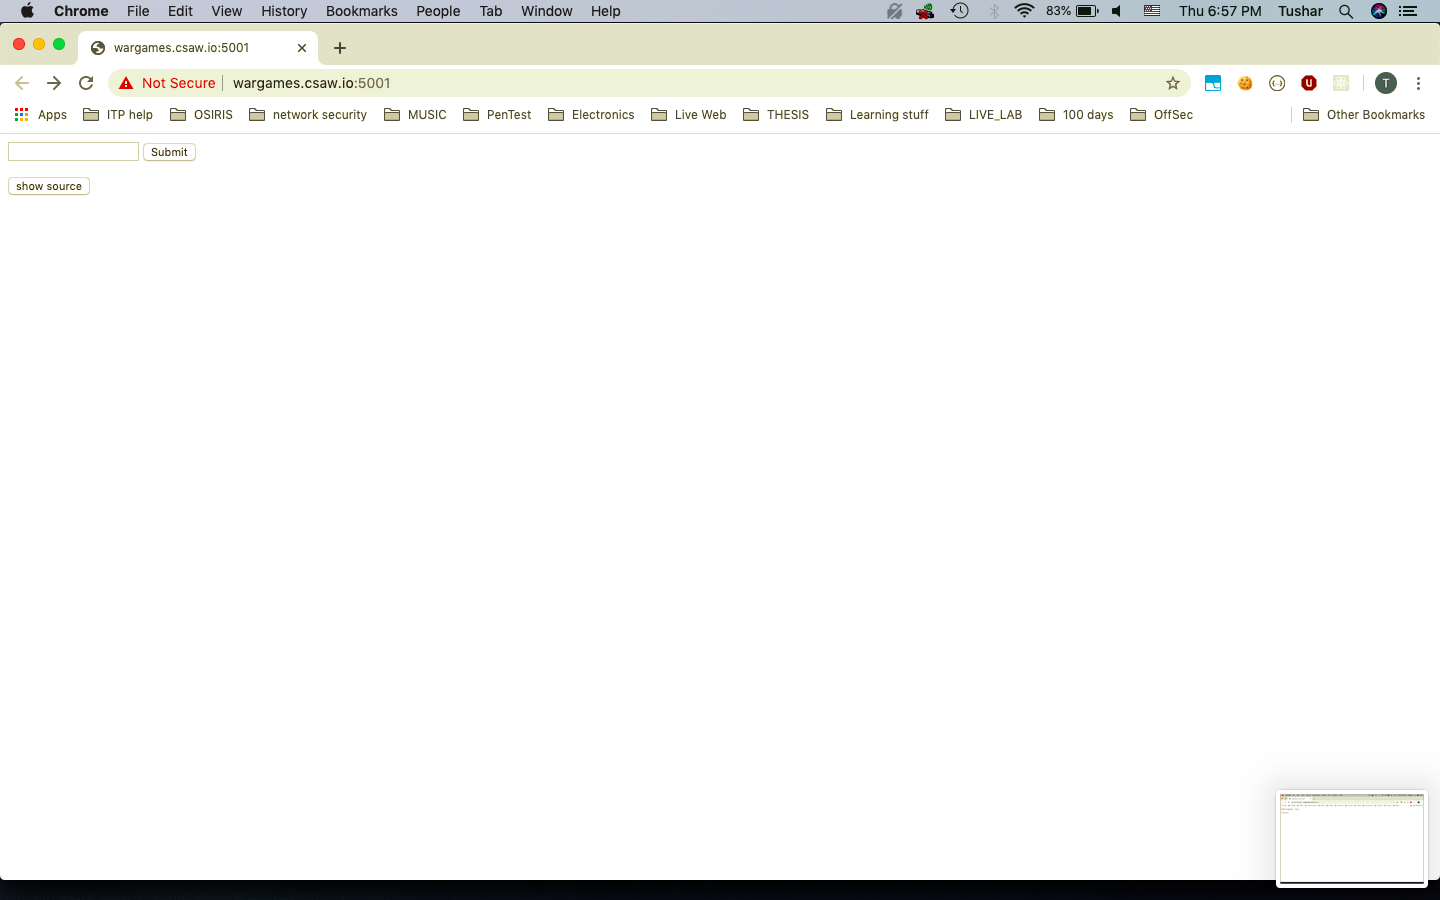 Chrome File Edit View History Bookmarks People Tab Window Help 83% Thu 6:57 PM Tushar
wargames.csaw.io:5001
Not Secure wargames.csaw.io:5001 T
Apps ITP help OSIRIS network security MUSIC PenTest Electronics Live Web THESIS Learning stuff LIVE_LAB 100 days OffSec Other Bookmarks
Submit
show source